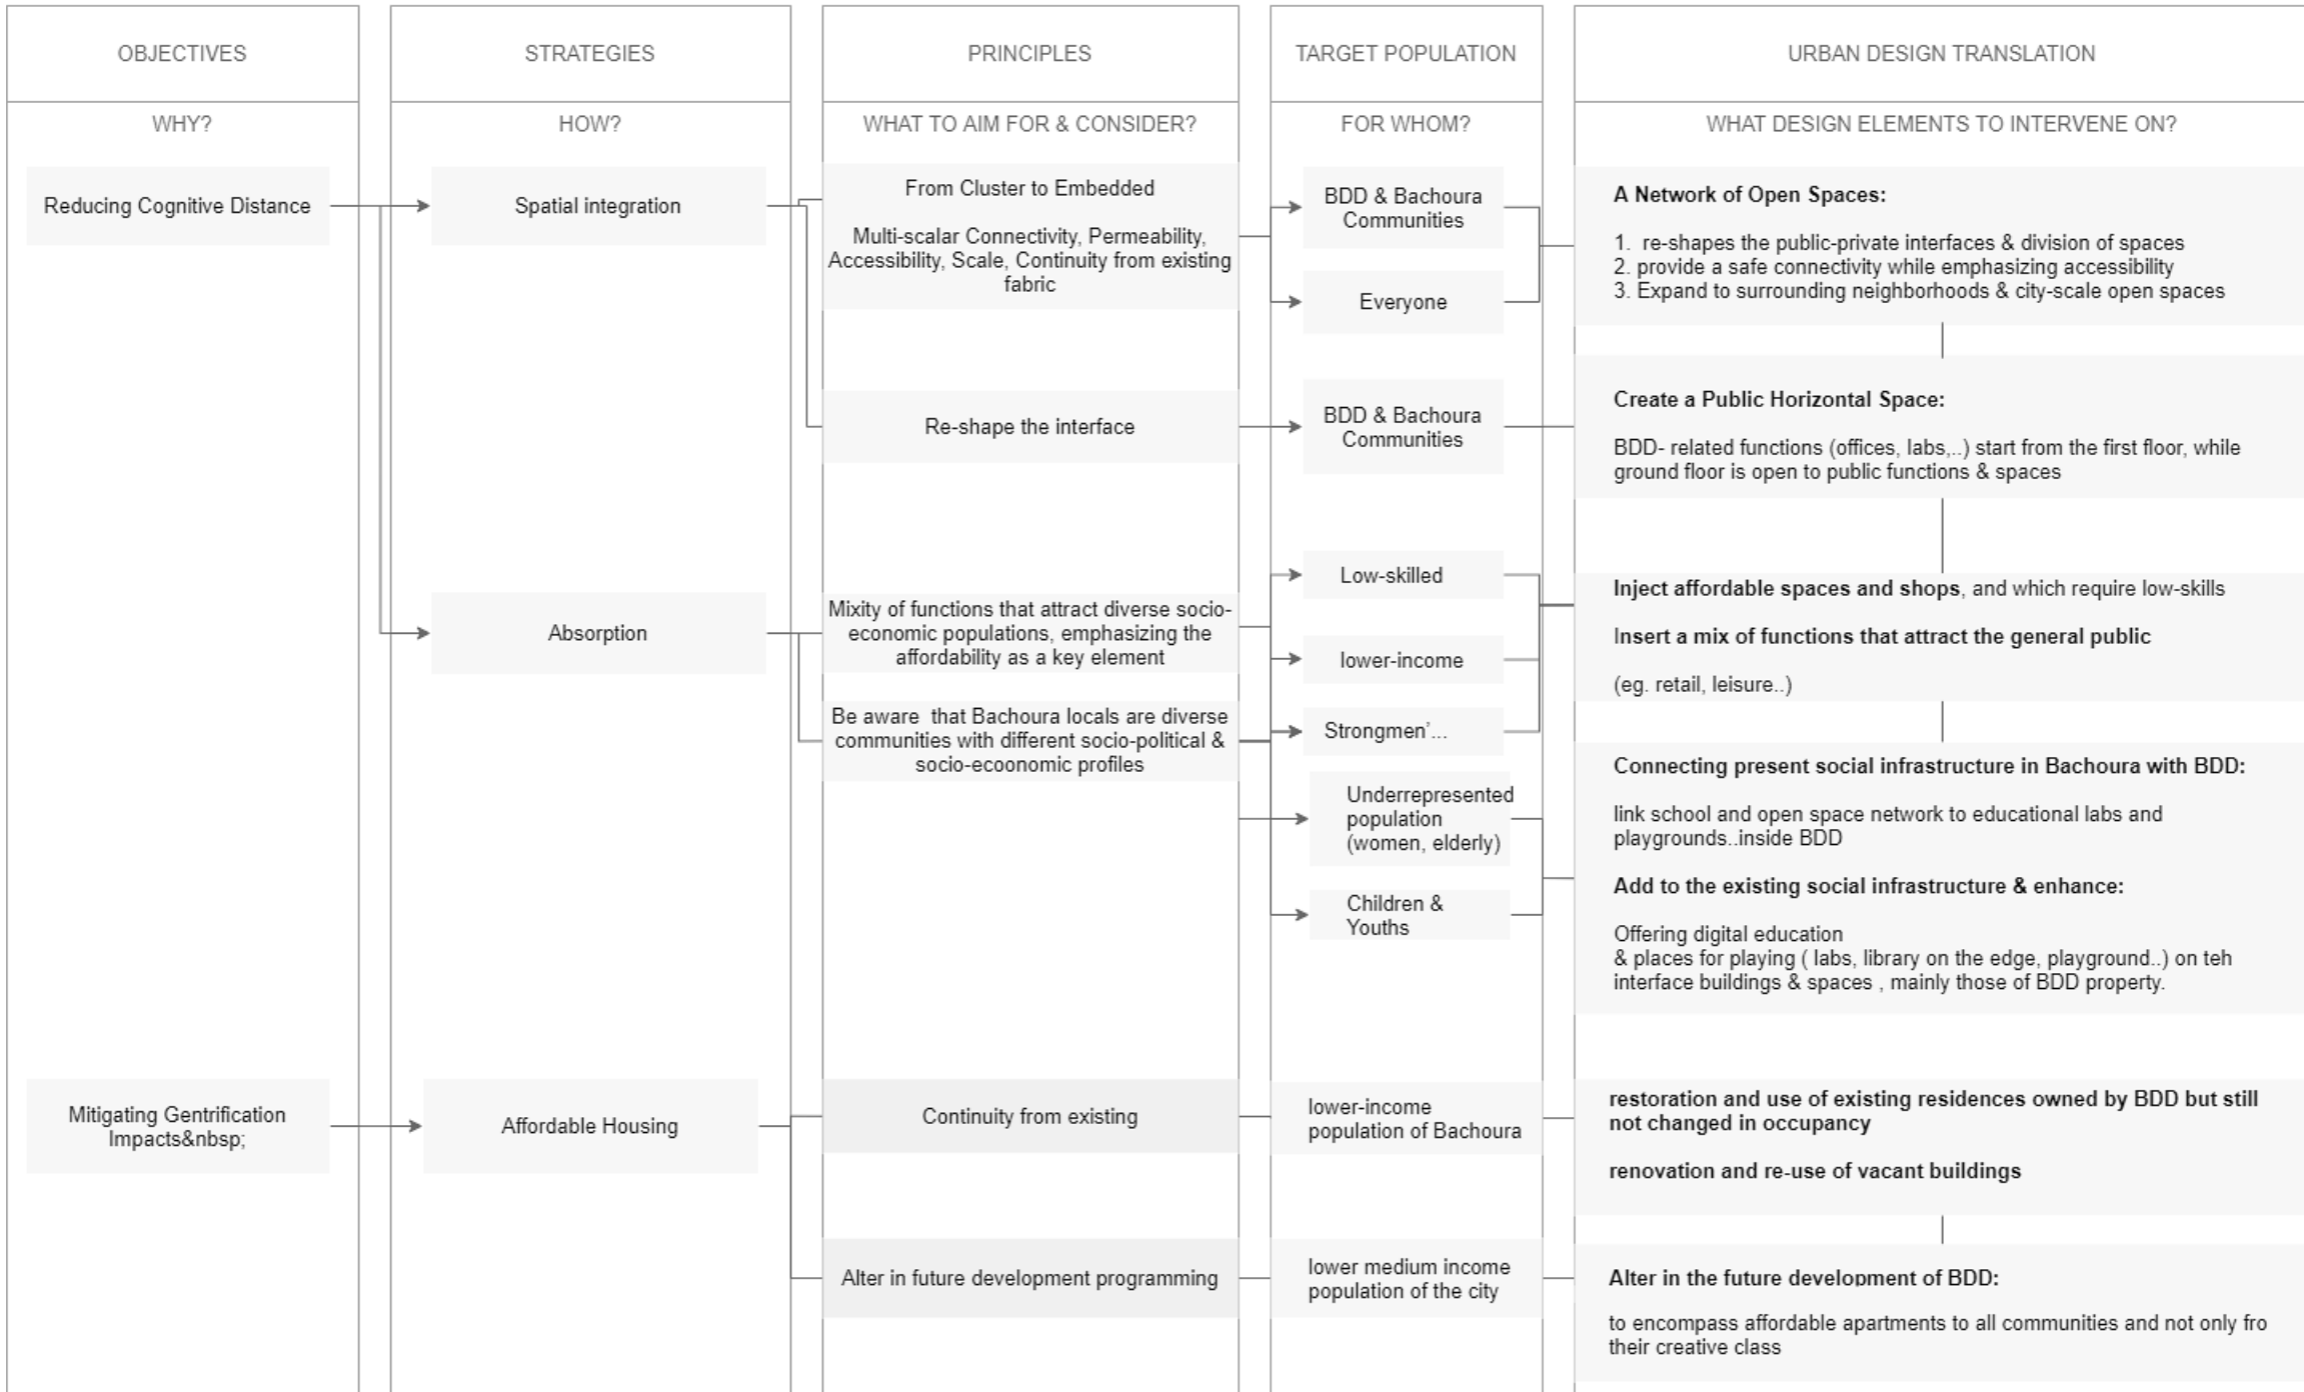 OBJECTIVES
STRATEGIES
PRINCIPLES
TARGET POPULATION
URBAN DESIGN TRANSLATION
WHY?
HOW?
WHAT TO AIM FOR & CONSIDER?
FOR WHOM?
WHAT DESIGN ELEMENTS TO INTERVENE ON?
Reducing Cognitive Distance
Spatial integration
From Cluster to Embedded
Multi-scalar Connectivity, Permeability,
Accessibility, Scale, Continuity from existing
fabric
BDD & Bachoura
Communities
Everyone
A Network of Open Spaces:
1.  re-shapes the public-private interfaces & division of spaces
2. provide a safe connectivity while emphasizing accessibility
3. Expand to surrounding neighborhoods & city-scale open spaces
Re-shape the interface
BDD & Bachoura
Communities
Create a Public Horizontal Space:
BDD- related functions (offices, labs,..) start from the first floor, while
ground floor is open to public functions & spaces
Absorption
Mixity of functions that attract diverse socio-
economic populations, emphasizing the
affordability as a key element
Be aware  that Bachoura locals are diverse
communities with different socio-political &
socio-ecoonomic profiles
Low-skilled
lower-income
Strongmen'...
Underrepresented
population
(women, elderly)
Children &
Youths
Inject affordable spaces and shops, and which require low-skills
Insert a mix of functions that attract the general public
(eg. retail, leisure..)
Connecting present social infrastructure in Bachoura with BDD:
link school and open space network to educational labs and
playgrounds..inside BDD
Add to the existing social infrastructure & enhance:
Offering digital education
& places for playing ( labs, library on the edge, playground..) on teh
interface buildings & spaces , mainly those of BDD property.
Mitigating Gentrification
Impacts&nbsp;
Affordable Housing
Continuity from existing
lower-income
population of Bachoura
restoration and use of existing residences owned by BDD but still
not changed in occupancy
renovation and re-use of vacant buildings
Alter in future development programming
lower medium income
population of the city
Alter in the future development of BDD:
to encompass affordable apartments to all communities and not only fro
their creative class